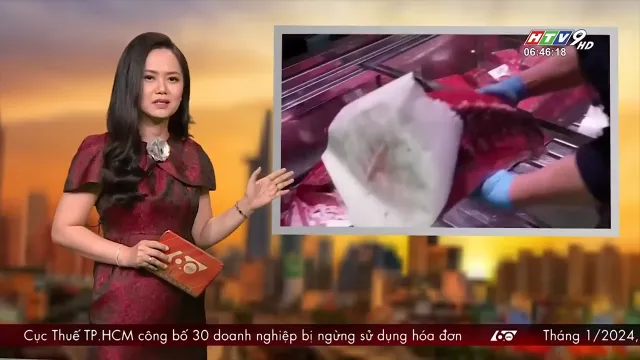 HTV9 HD
06:46:18
60
Cục Thuế TP.HCM công bố 30 doanh nghiệp bị ngừng sử dụng hóa đơn
60
Tháng 1/2024,